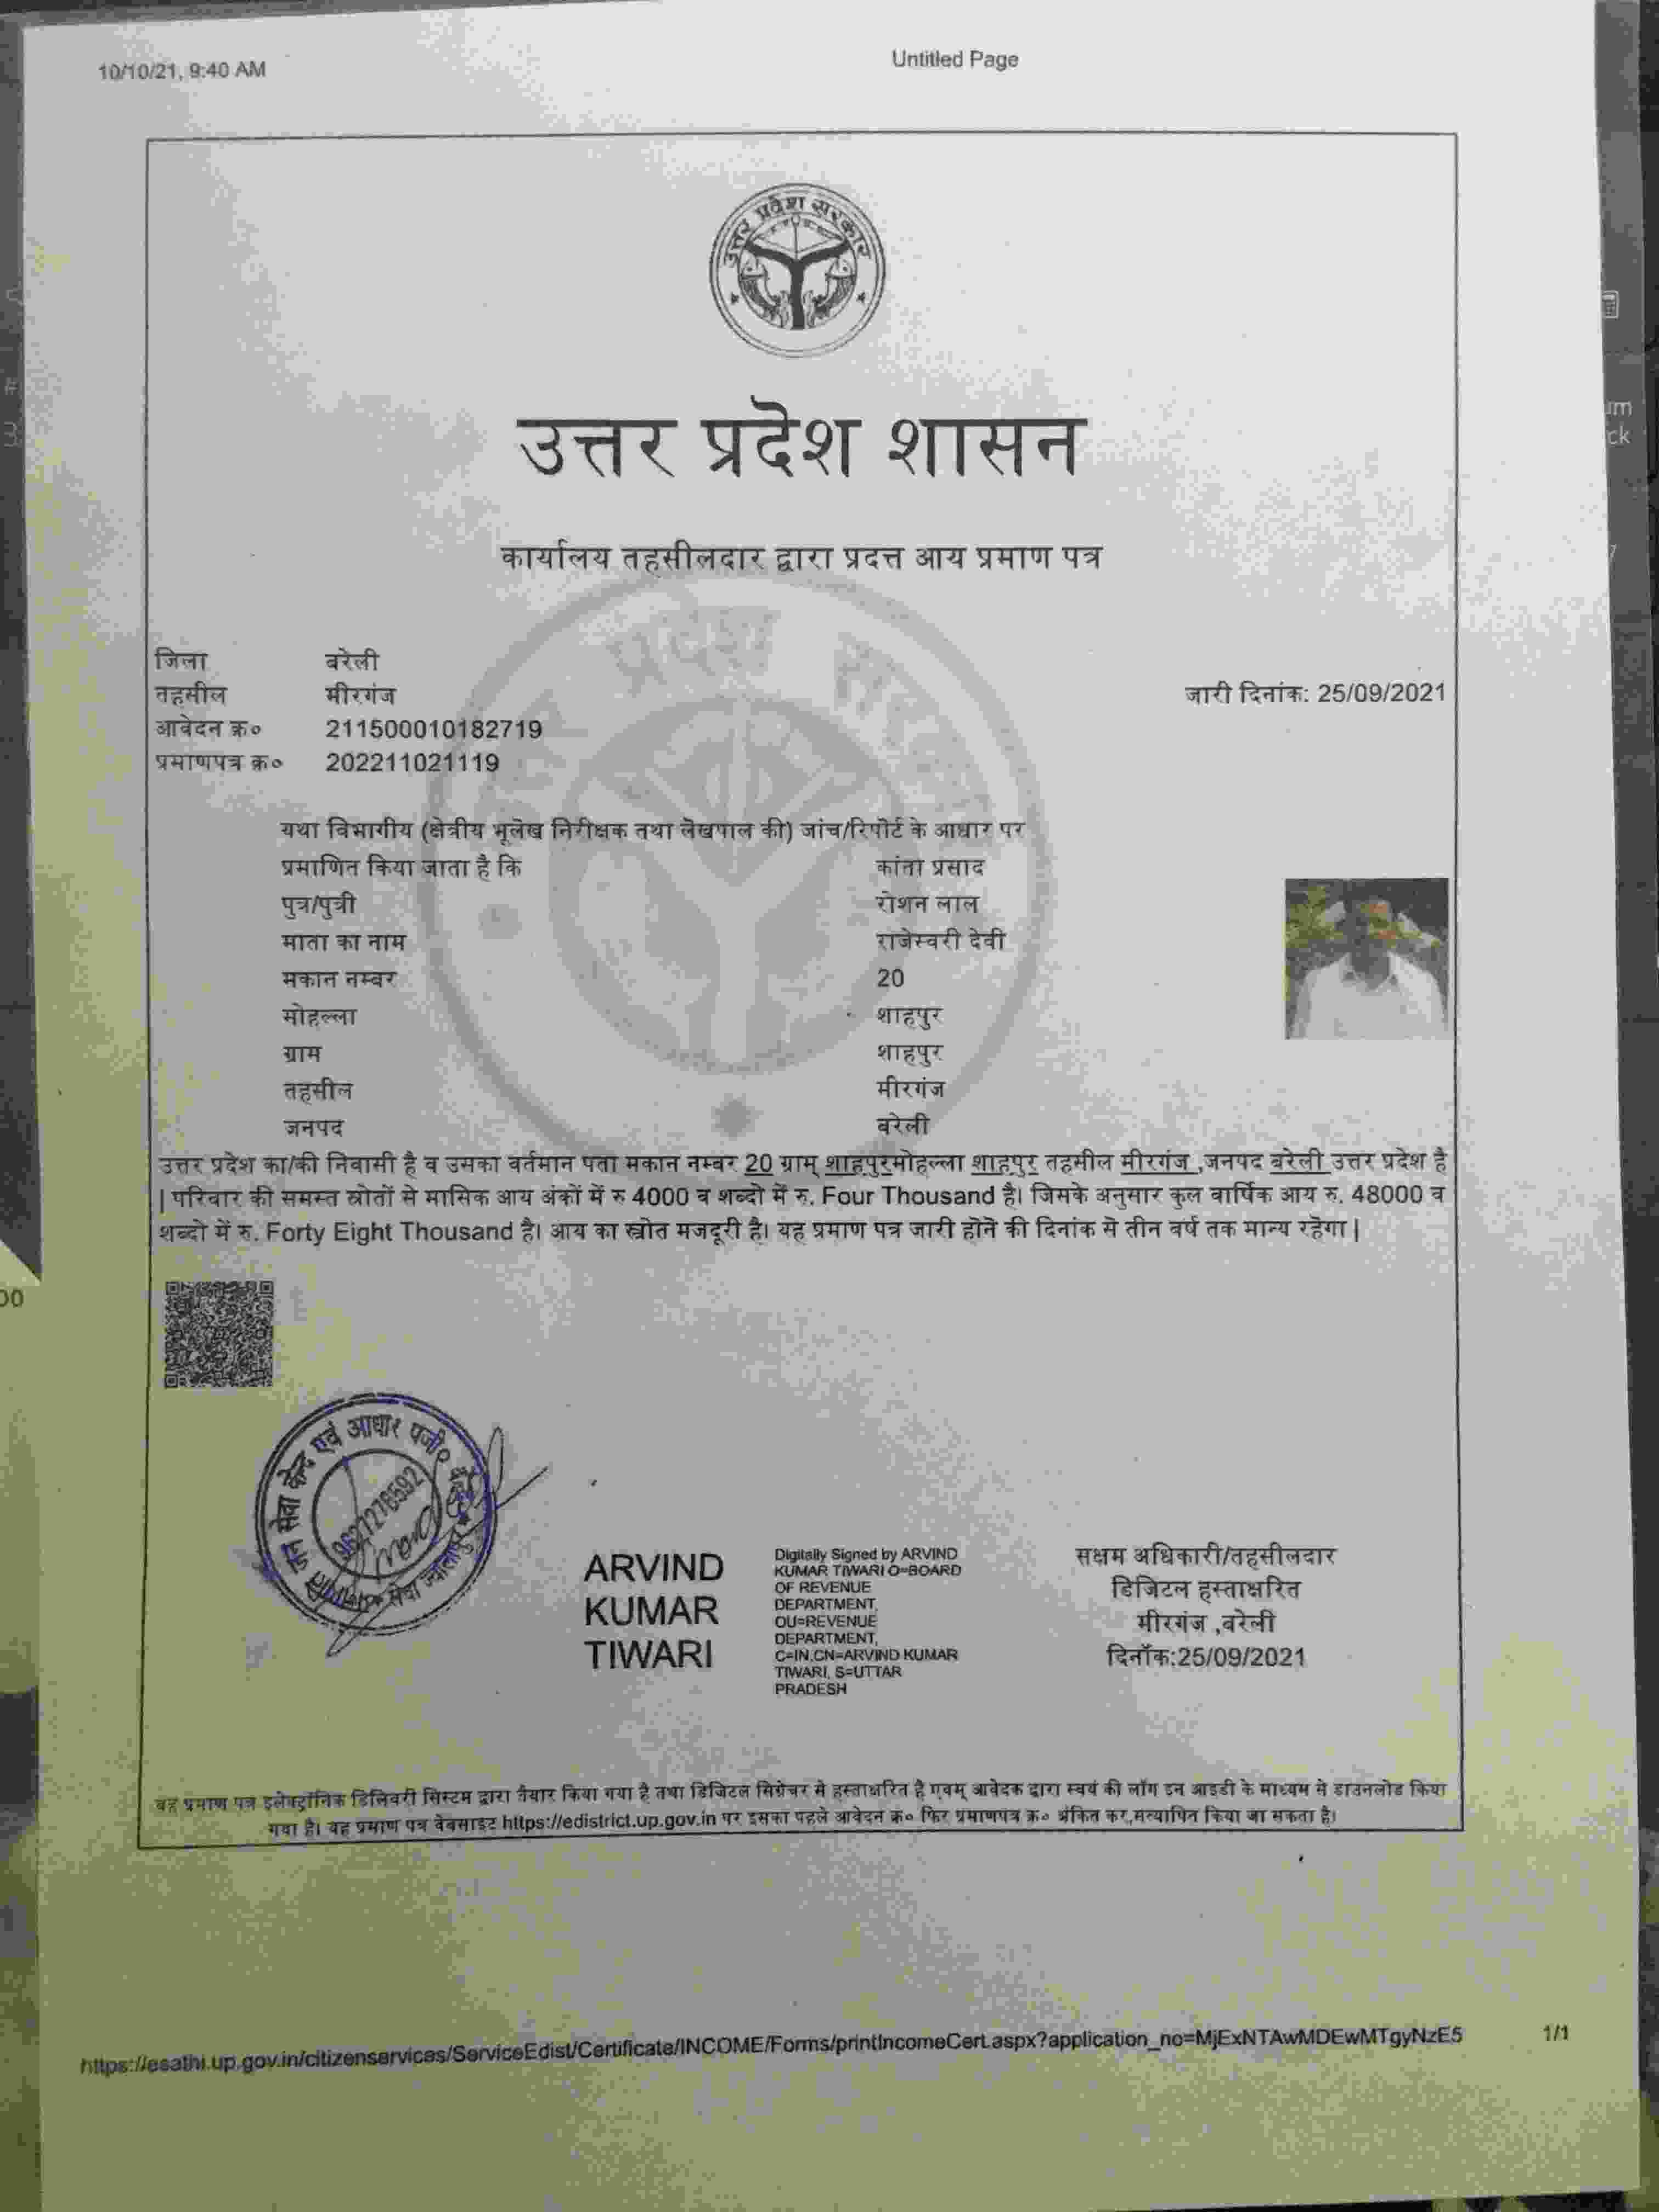 10/10/21, 9:40 AM
Untitled Page
उत्तर प्रदेश सरकार
उत्तर प्रदेश शासन
कार्यालय तहसीलदार द्वारा प्रदत्त आय प्रमाण पत्र
जिला बरेली
तहसील मीरगंज
जारी दिनांक: 25/09/2021
आवेदन क्र० 211500010182719
प्रमाणपत्र क्र० 202211021119
यथा विभागीय (क्षेत्रीय भूलेख निरीक्षक तथा लेखपाल की) जांच/रिपोर्ट के आधार पर
प्रमाणित किया जाता है कि कांता प्रसाद
पुत्र/पुत्री रोशन लाल
माता का नाम राजेस्वरी देवी
मकान नम्बर 20
मोहल्ला शाहपुर
ग्राम शाहपुर
तहसील मीरगंज
जनपद बरेली
उत्तर प्रदेश का/की निवासी है व उसका वर्तमान पता मकान नम्बर 20 ग्राम् शाहपुरमोहल्ला शाहपुर तहसील मीरगंज ,जनपद बरेली उत्तर प्रदेश है
| परिवार की समस्त स्रोतों से मासिक आय अंकों में रु 4000 व शब्दो में रु. Four Thousand है। जिसके अनुसार कुल वार्षिक आय रु. 48000 व
शब्दो में रु. Forty Eight Thousand है। आय का स्त्रोत मजदूरी है। यह प्रमाण पत्र जारी होने की दिनांक से तीन वर्ष तक मान्य रहेगा |
जन सेवा केन्द्र एवं आधार पंजी०
9627278592
ARVIND
KUMAR
TIWARI
Digitally Signed by ARVIND
KUMAR TIWARI O=BOARD
OF REVENUE
DEPARTMENT,
OU=REVENUE
DEPARTMENT,
C=IN,CN=ARVIND KUMAR
TIWARI, S=UTTAR
PRADESH
सक्षम अधिकारी/तहसीलदार
डिजिटल हस्ताक्षरित
मीरगंज ,बरेली
दिनाँक:25/09/2021
यह प्रमाण पत्र इलेक्ट्रॉनिक डिलिवरी सिस्टम द्वारा तैयार किया गया है तथा डिजिटल सिग्नेचर से हस्ताक्षरित है एवम् आवेदक द्वारा स्वयं की लॉग इन आइडी के माध्यम से डाउनलोड किया
गया है। यह प्रमाण पत्र वेबसाइट https://edistrict.up.gov.in पर इसका पहले आवेदन क्र० फिर प्रमाणपत्र क्र० अंकित कर,सत्यापित किया जा सकता है।
https://esathi.up.gov.in/citizenservices/ServiceEdist/Certificate/INCOME/Forms/printIncomeCert.aspx?application_no=MjExNTAwMDEwMTgyNzE5
1/1